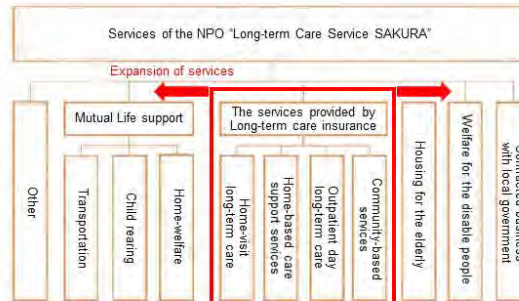 Services of the NPO "Long-term Care Service SAKURA"
Expansion of services
Mutual Life support
The services provided by
Long-term care insurance
Other
Transportation
Child rearing
Home-welfare
Home-visit
long-term care
Home-based care
support services
Outpatient day
long-term care
Community-based
services
Housing for the elderly
Welfare for the disable people
with local government